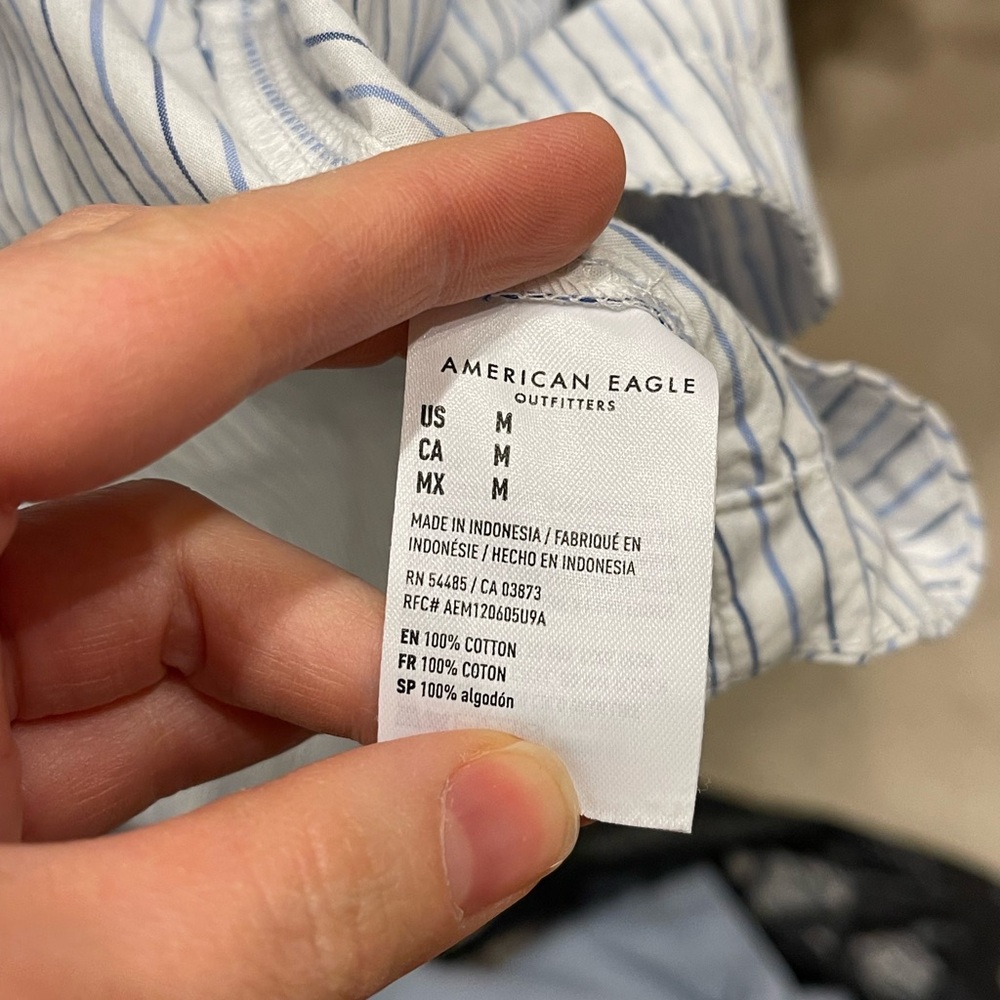 AMERICAN EAGLE
OUTFITTERS
US M
CA M
MX M
MADE IN INDONESIA / FABRIQUÉ EN
INDONÉSIE / HECHO EN INDONESIA
RN 54485 / CA 03873
RFC# AEM120605U9A
EN 100% COTTON
FR 100% COTON
SP 100% algodón